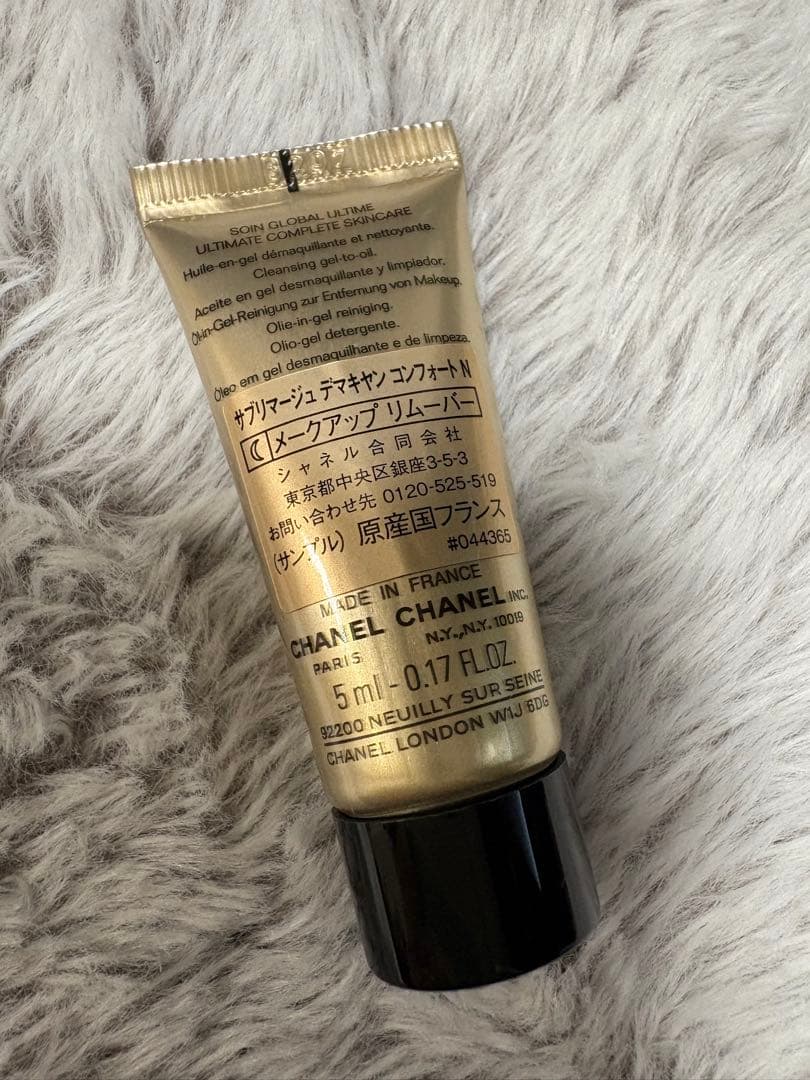 SOIN GLOBAL ULTIME
ULTIMATE COMPLETE SKINCARE
Huile-en-gel démaquillante et nettoyante.
Cleansing gel-to-oil.
Aceite en gel desmaquillante y limpiador.
Öl-in-Gel-Reinigung zur Entfernung von Makeup.
Olie-in-gel reiniging.
Olio-gel detergente.
Óleo em gel desmaquilhante e de limpeza.
サブリマージュ デマキヤン コンフォート N
メークアップ リムーバー
シャネル合同会社
東京都中央区銀座3-5-3
お問い合わせ先 0120-525-519
(サンプル) 原産国フランス
#044365
MADE IN FRANCE
CHANEL CHANEL INC.
PARIS N.Y., N.Y. 10019
5 ml - 0.17 FL.OZ.
92200 NEUILLY SUR SEINE
CHANEL LONDON W1J 6DG